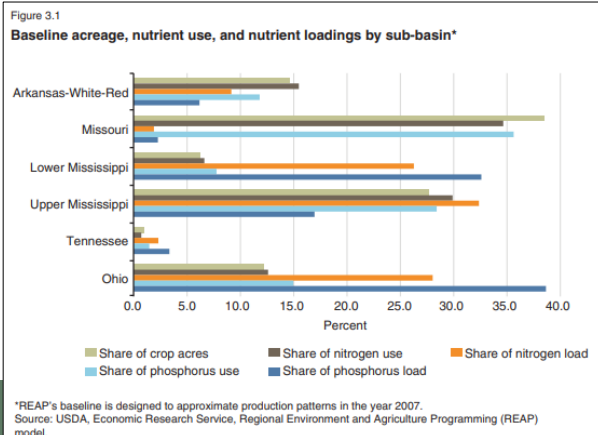 Figure 3.1
Baseline acreage, nutrient use, and nutrient loadings by sub-basin*
Arkansas-White-Red
Missouri
Lower Mississippi
Upper Mississippi
Tennessee
Ohio
0.0 5.0 10.0 15.0 20.0 25.0 30.0 35.0 40.0
Percent
Share of crop acres Share of nitrogen use Share of nitrogen load
Share of phosphorus use Share of phosphorus load
*REAP's baseline is designed to approximate production patterns in the year 2007.
Source: USDA, Economic Research Service, Regional Environment and Agriculture Programming (REAP)
model